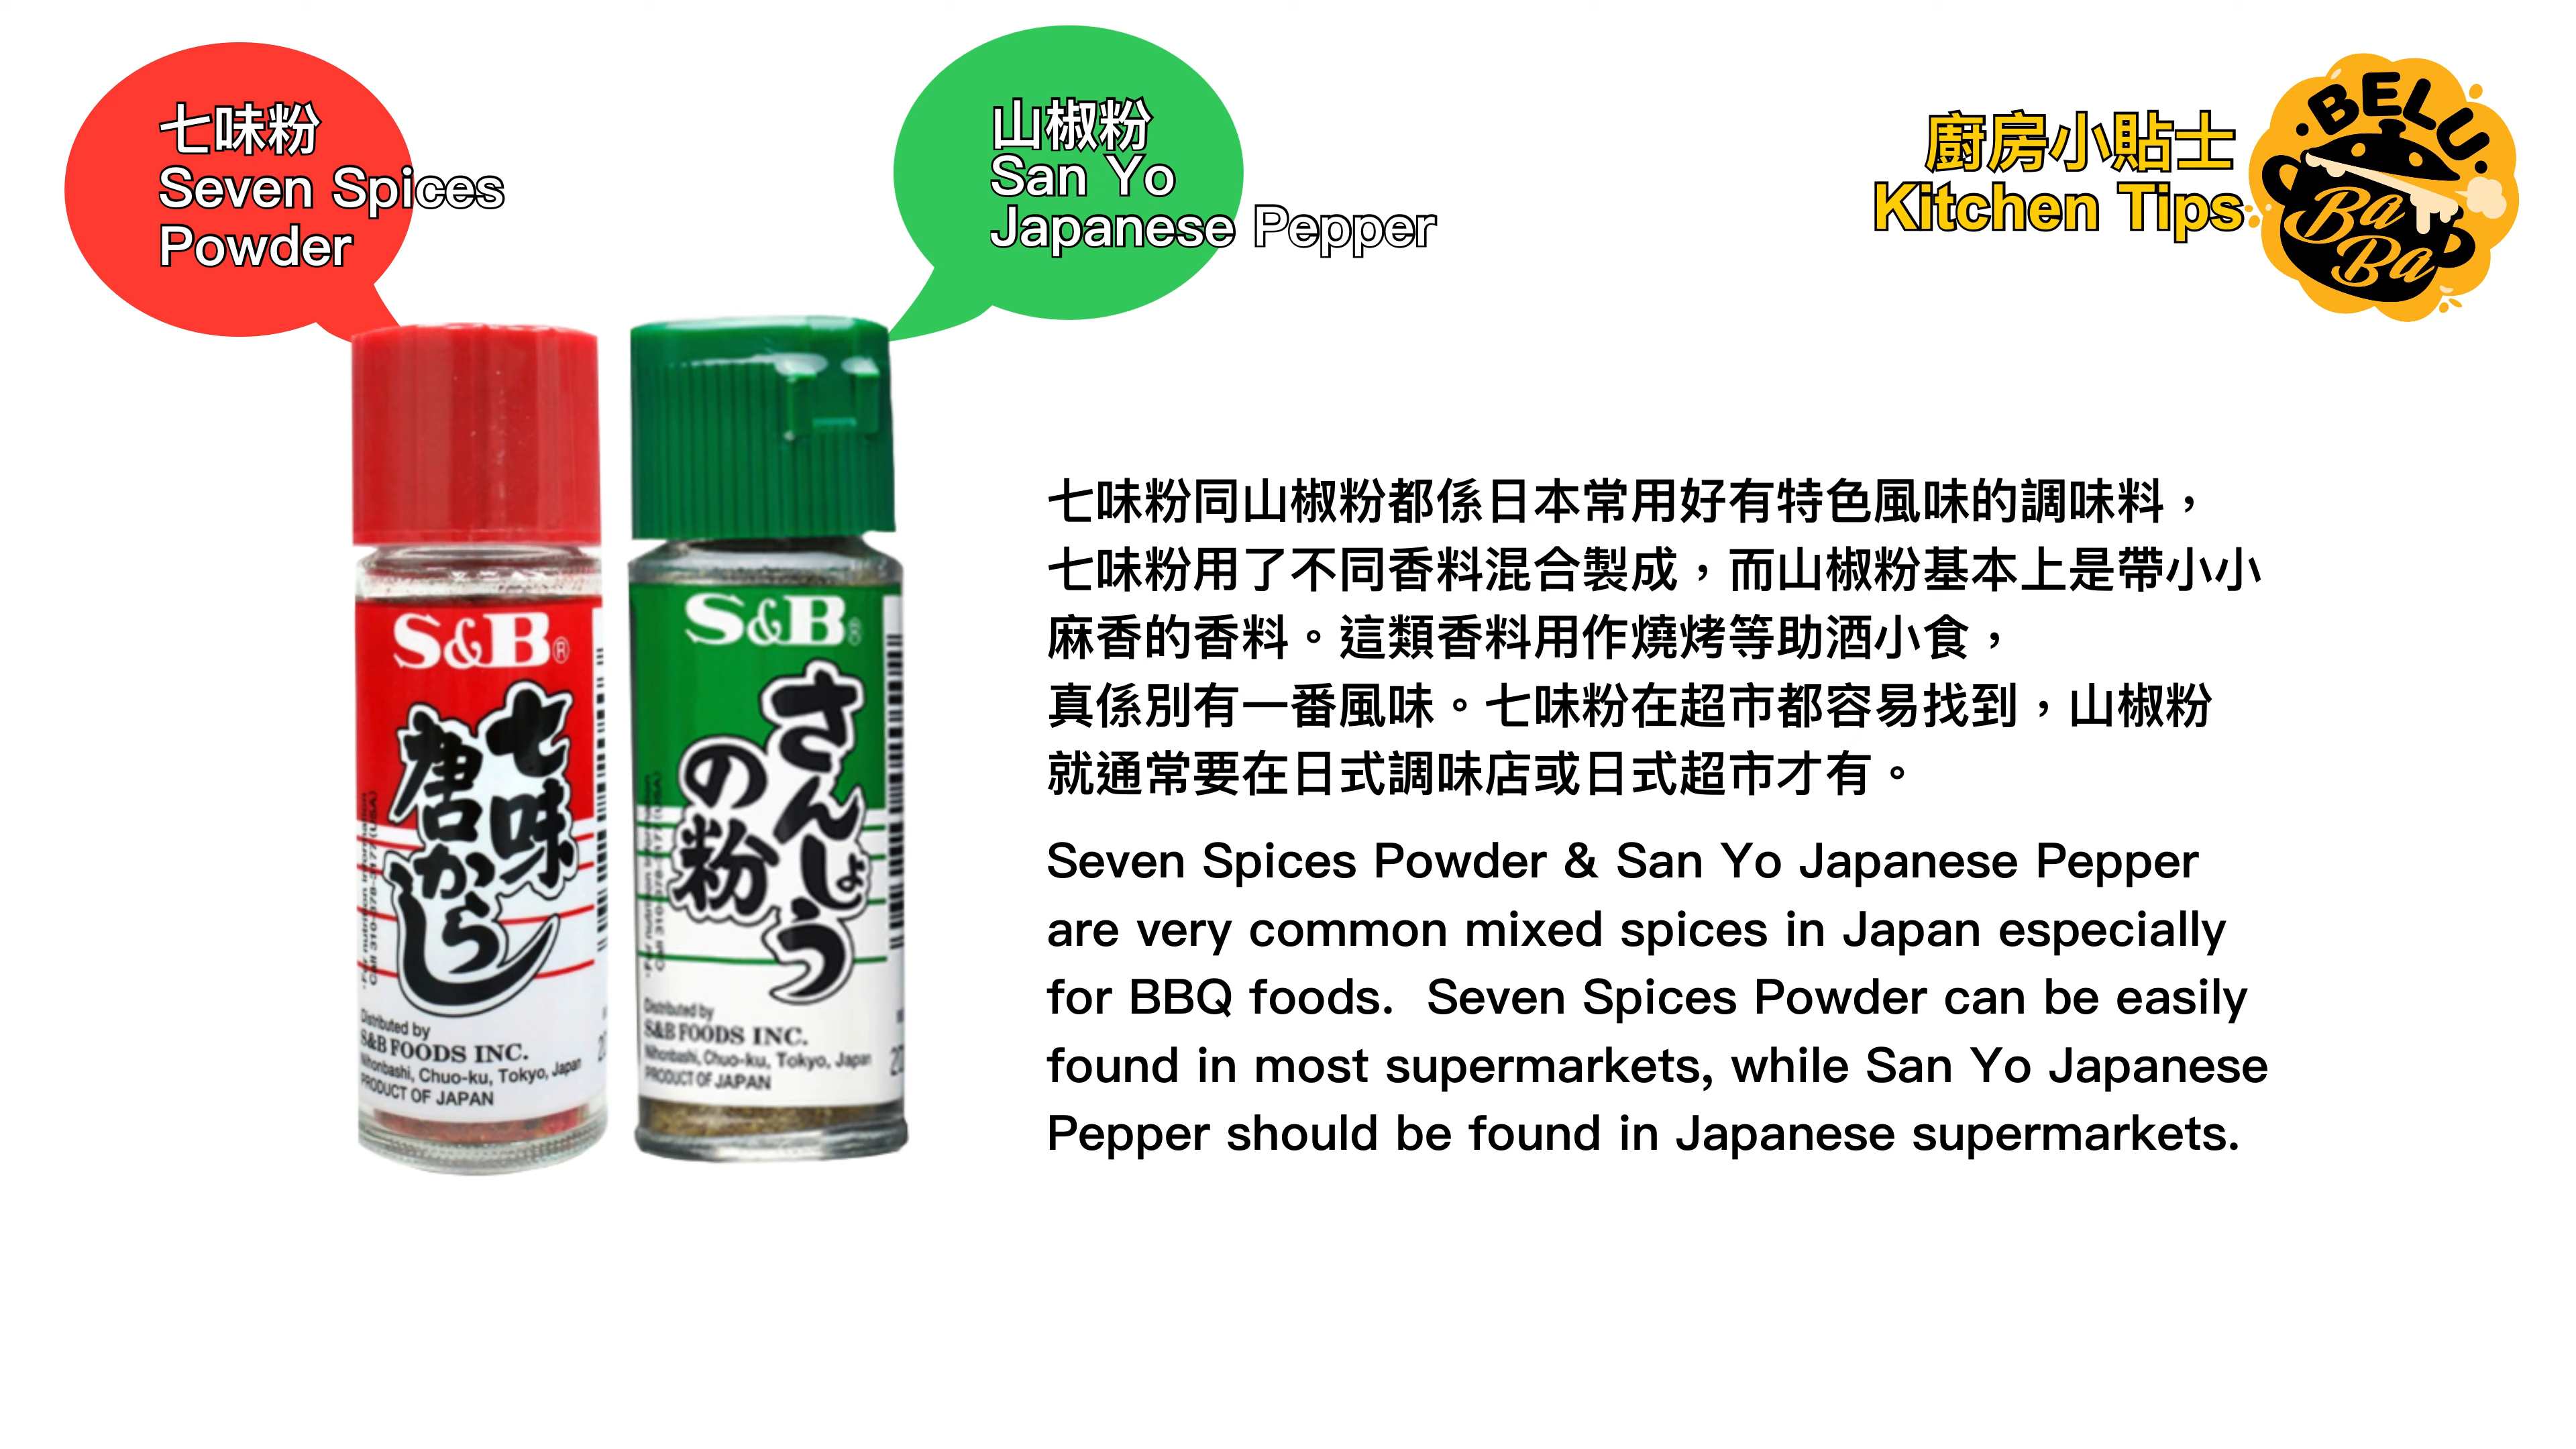 七味粉
Seven Spices
Powder
山椒粉
San Yo
Japanese Pepper
廚房小貼士
Kitchen Tips
BELU
Ba
Ba
S&B®
七味
唐からし
Distributed by
S&B FOODS INC.
Nihonbashi, Chuo-ku, Tokyo, Japan
PRODUCT OF JAPAN
S&B®
さんしょう
の粉
Distributed by
S&B FOODS INC.
Nihonbashi, Chuo-ku, Tokyo, Japan
PRODUCT OF JAPAN
七味粉同山椒粉都係日本常用好有特色風味的調味料，
七味粉用了不同香料混合製成，而山椒粉基本上是帶小小
麻香的香料。這類香料用作燒烤等助酒小食，
真係別有一番風味。七味粉在超市都容易找到，山椒粉
就通常要在日式調味店或日式超市才有。
Seven Spices Powder & San Yo Japanese Pepper
are very common mixed spices in Japan especially
for BBQ foods.  Seven Spices Powder can be easily
found in most supermarkets, while San Yo Japanese
Pepper should be found in Japanese supermarkets.